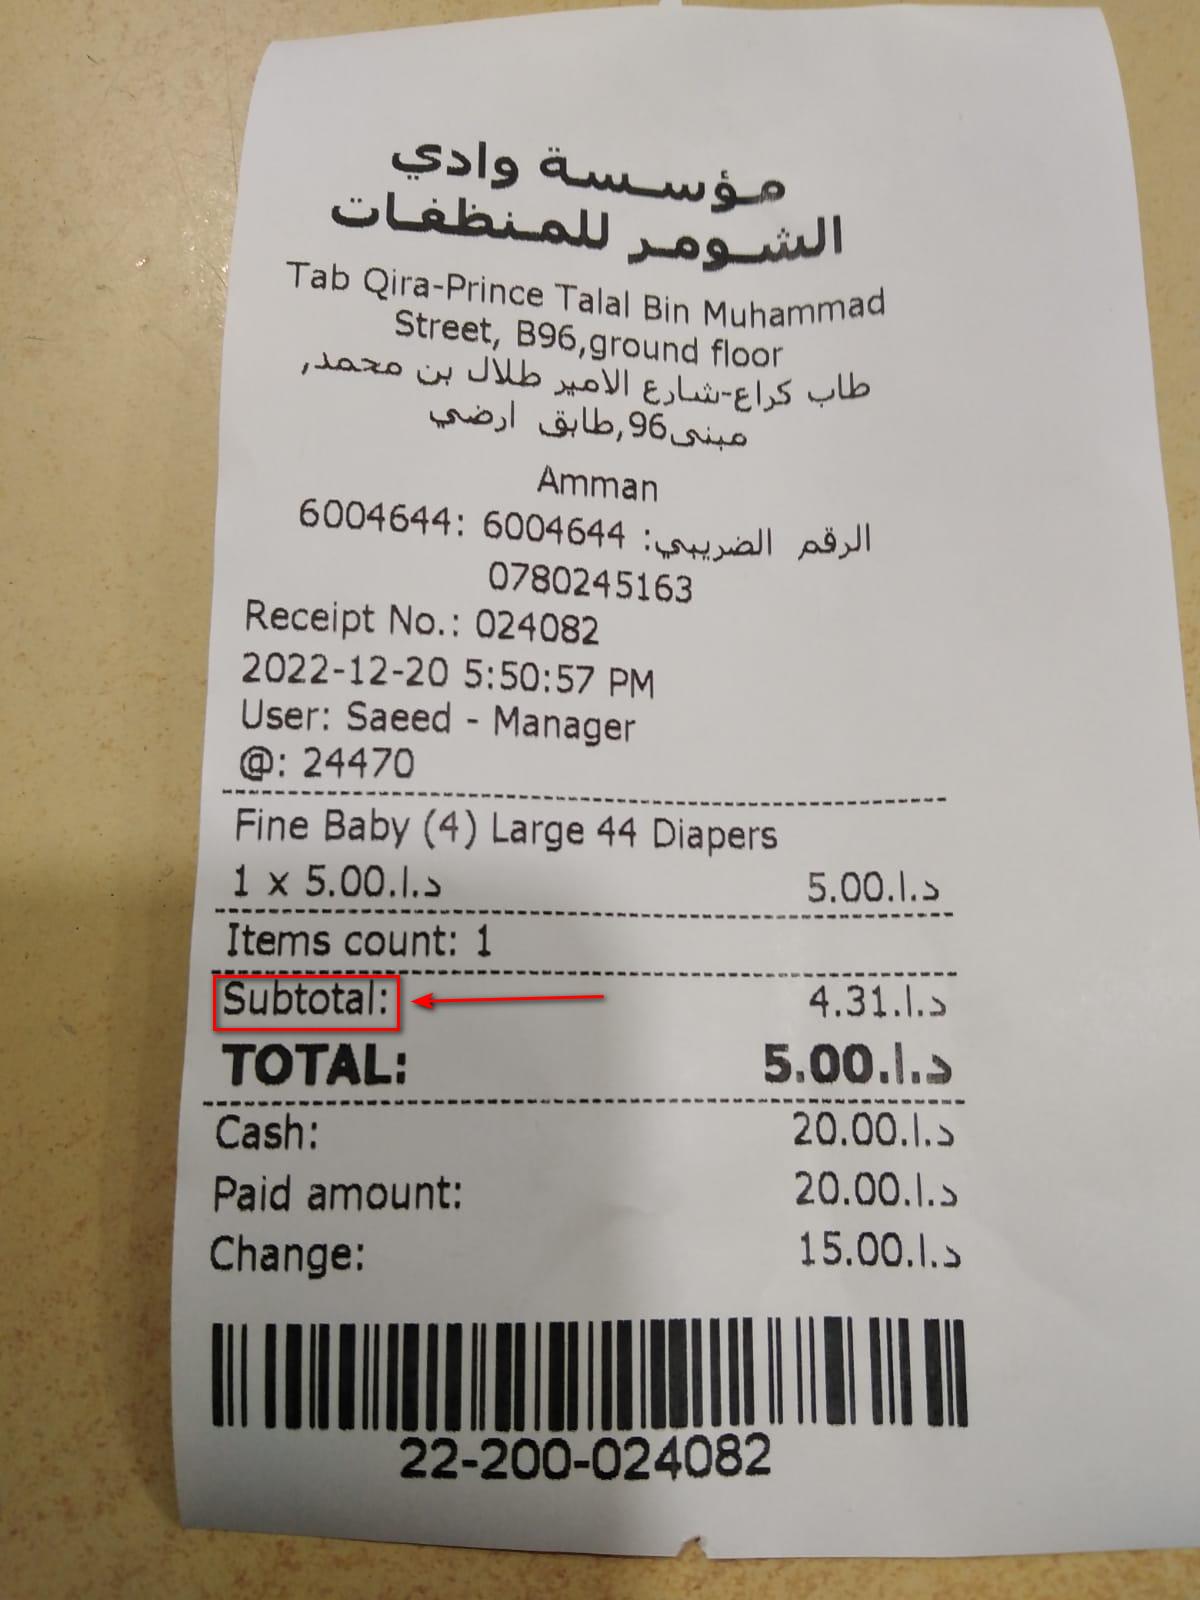 مؤسسة وادي
الشومر للمنظفات
Tab Qira-Prince Talal Bin Muhammad
Street, B96,ground floor
طاب كراع-شارع الامير طلال بن محمد,
مبنى96,طابق ارضي
Amman
الرقم الضريبي: 6004644 :6004644
0780245163
Receipt No.: 024082
2022-12-20 5:50:57 PM
User: Saeed - Manager
@: 24470
Fine Baby (4) Large 44 Diapers
1 x 5.00.د.ا 5.00.د.ا
Items count: 1
Subtotal: 4.31.د.ا
TOTAL: 5.00.د.ا
Cash: 20.00.د.ا
Paid amount: 20.00.د.ا
Change: 15.00.د.ا
22-200-024082